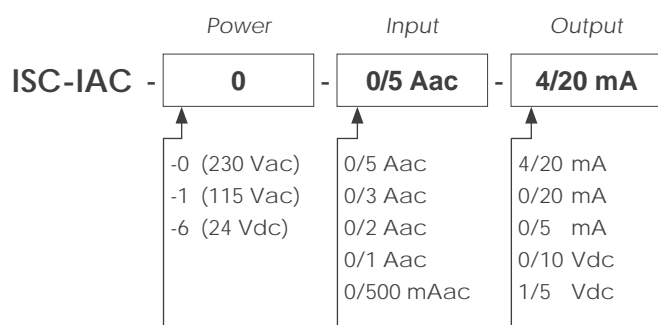 Power Input Output
ISC-IAC - 0 - 0/5 Aac - 4/20 mA
-0 (230 Vac) 0/5 Aac 4/20 mA
-1 (115 Vac) 0/3 Aac 0/20 mA
-6 (24 Vdc) 0/2 Aac 0/5 mA
0/1 Aac 0/10 Vdc
0/500 mAac 1/5 Vdc